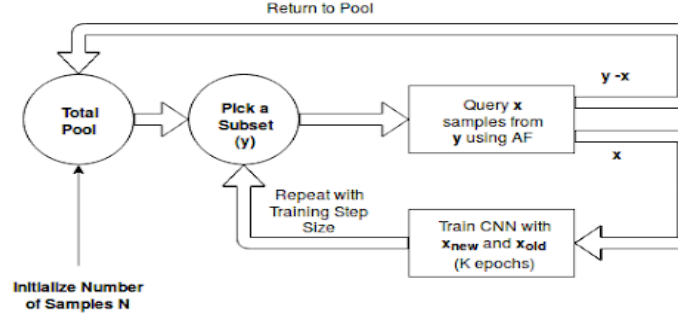 Return to Pool
Total
Pool
Pick a
Subset
(y)
Query x
samples from
y using AF
y -x
x
Repeat with
Training Step
Size
Train CNN with
xnew and xold
(K epochs)
Initialize Number
of Samples N